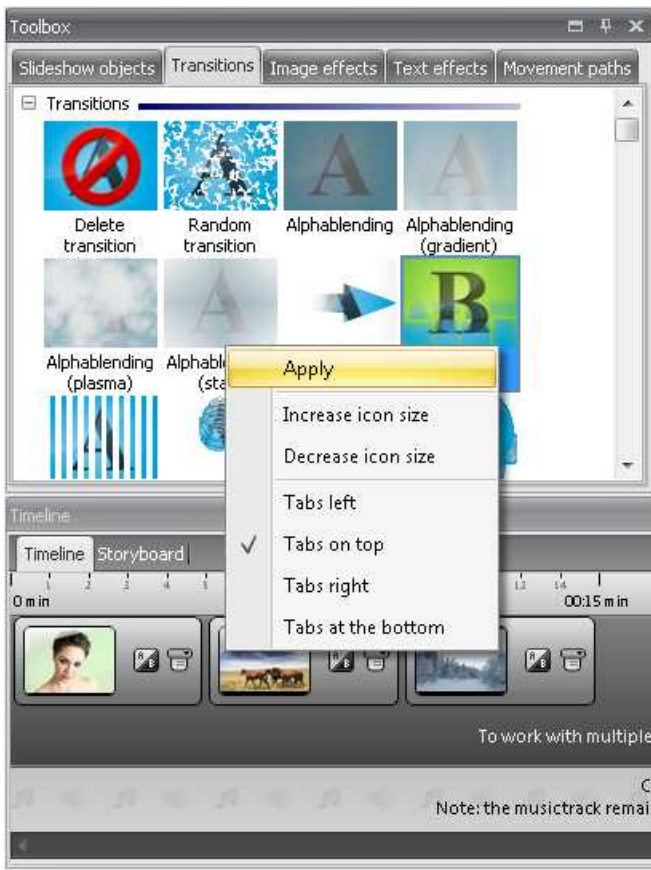 Toolbox
Slideshow objects Transitions Image effects Text effects Movement paths
Transitions
Delete transition
Random transition
Alphablending
Alphablending (gradient)
Alphablending (plasma)
Apply
Increase icon size
Decrease icon size
Tabs left
Tabs on top
Tabs right
Tabs at the bottom
Timeline
Timeline Storyboard
0 min 00:15 min
To work with multiple
Note: the musictrack remai